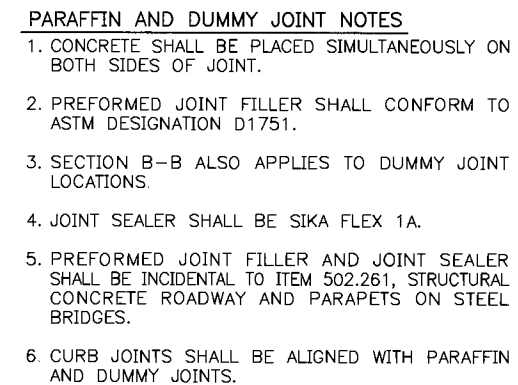 PARAFFIN AND DUMMY JOINT NOTES
1. CONCRETE SHALL BE PLACED SIMULTANEOUSLY ON
BOTH SIDES OF JOINT.
2. PREFORMED JOINT FILLER SHALL CONFORM TO
ASTM DESIGNATION D1751.
3. SECTION B-B ALSO APPLIES TO DUMMY JOINT
LOCATIONS.
4. JOINT SEALER SHALL BE SIKA FLEX 1A.
5. PREFORMED JOINT FILLER AND JOINT SEALER
SHALL BE INCIDENTAL TO ITEM 502.261, STRUCTURAL
CONCRETE ROADWAY AND PARAPETS ON STEEL
BRIDGES.
6. CURB JOINTS SHALL BE ALIGNED WITH PARAFFIN
AND DUMMY JOINTS.